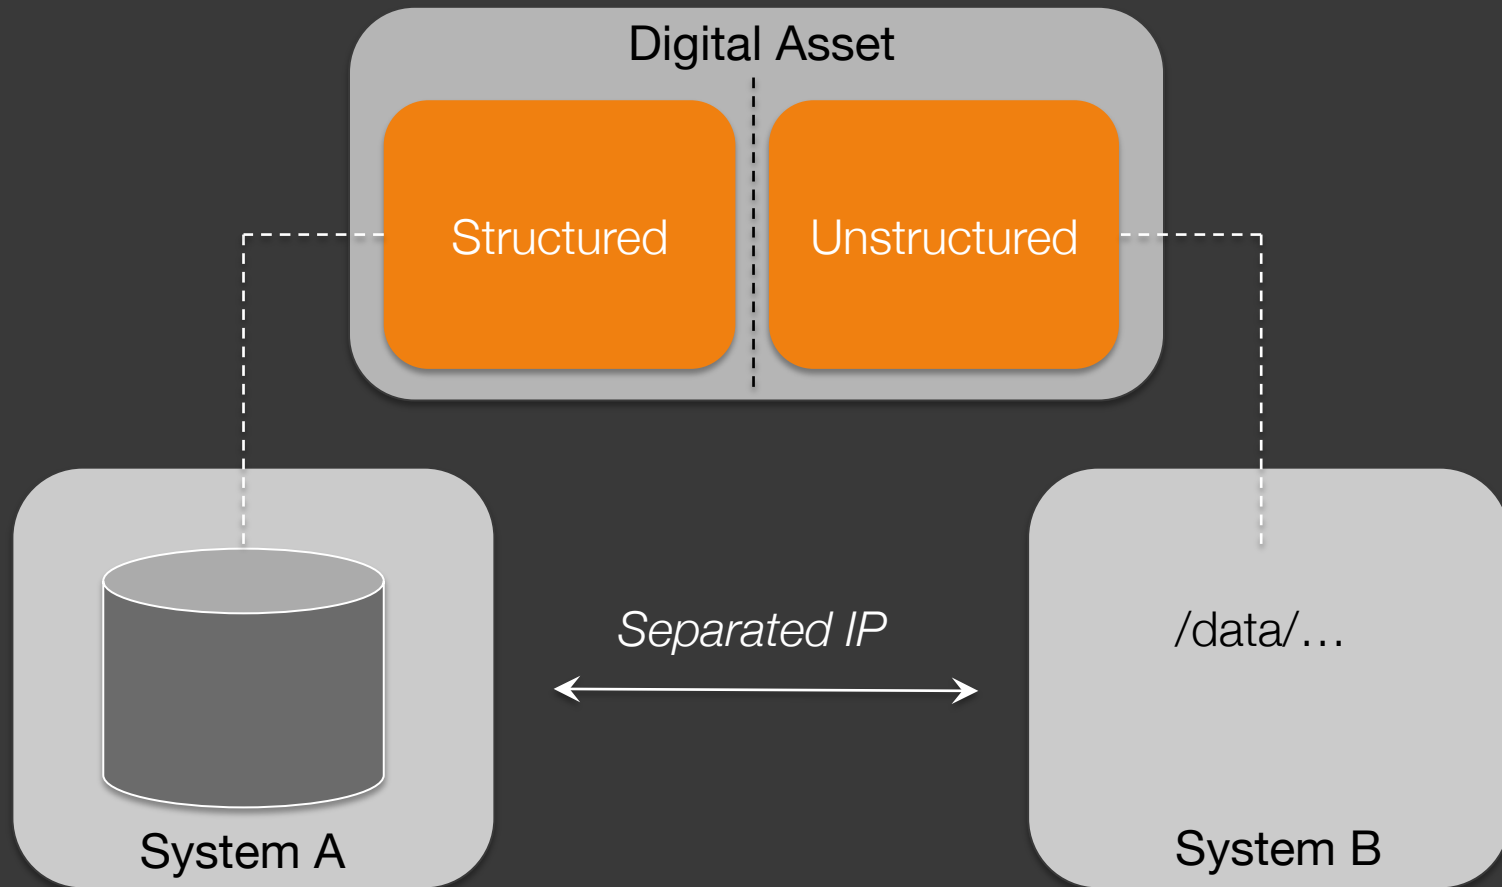 Digital Asset
Structured
Unstructured
Separated IP
/data/…
System A
System B